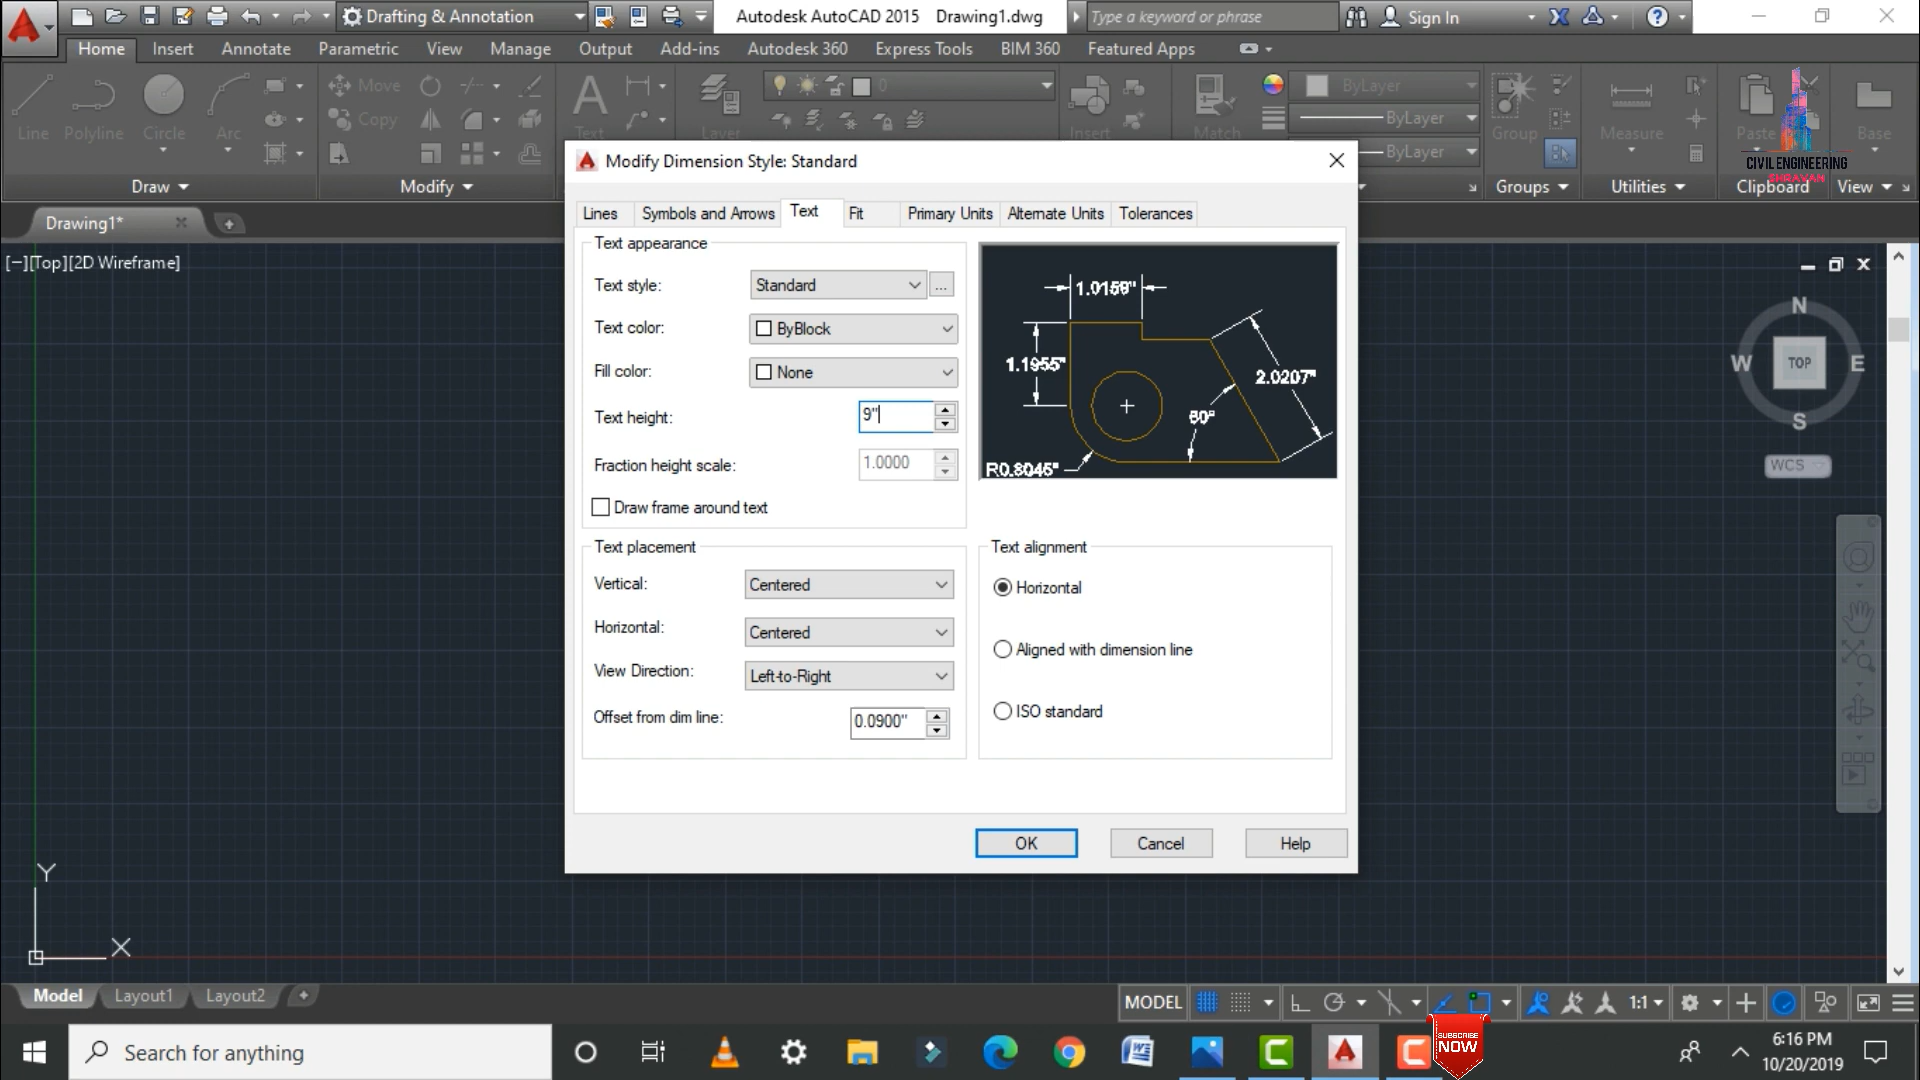 Drafting & Annotation
Autodesk AutoCAD 2015 Drawing1.dwg
Type a keyword or phrase
Sign In
Home Insert Annotate Parametric View Manage Output Add-ins Autodesk 360 Express Tools BIM 360 Featured Apps
Line Polyline Circle Arc
Move
Copy
Text
Layer
0
Insert
Match
ByLayer
ByLayer
ByLayer
Group
Measure
Paste
Base
CIVIL ENGINEERING
SHRAVAN
Draw Modify Groups Utilities Clipboard View
Drawing1*
[−][Top][2D Wireframe]
Modify Dimension Style: Standard
Lines Symbols and Arrows Text Fit Primary Units Alternate Units Tolerances
Text appearance
Text style: Standard ...
Text color: ByBlock
Fill color: None
Text height: 9"
Fraction height scale: 1.0000
Draw frame around text
1.0159"
1.1955"
2.0207"
60°
R0.8045"
Text placement
Vertical: Centered
Horizontal: Centered
View Direction: Left-to-Right
Offset from dim line: 0.0900"
Text alignment
Horizontal
Aligned with dimension line
ISO standard
OK Cancel Help
N
W TOP E
S
WCS
Y
X
Model Layout1 Layout2
MODEL 1:1
Search for anything
SUBSCRIBE
NOW
6:16 PM
10/20/2019